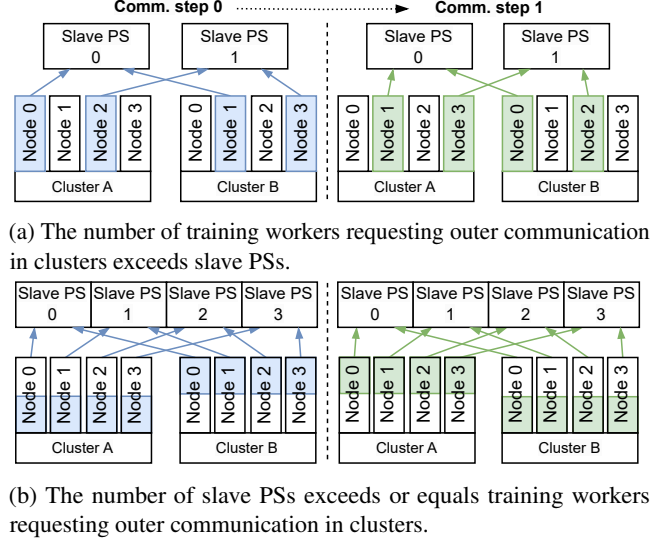 Comm. step 0 Comm. step 1
Slave PS Slave PS Slave PS Slave PS
0 1 0 1
Node 0 Node 1 Node 2 Node 3 Node 0 Node 1 Node 2 Node 3 Node 0 Node 1 Node 2 Node 3 Node 0 Node 1 Node 2 Node 3
Cluster A Cluster B Cluster A Cluster B
(a) The number of training workers requesting outer communication
in clusters exceeds slave PSs.
Slave PS Slave PS Slave PS Slave PS Slave PS Slave PS Slave PS Slave PS
0 1 2 3 0 1 2 3
Node 0 Node 1 Node 2 Node 3 Node 0 Node 1 Node 2 Node 3 Node 0 Node 1 Node 2 Node 3 Node 0 Node 1 Node 2 Node 3
Cluster A Cluster B Cluster A Cluster B
(b) The number of slave PSs exceeds or equals training workers
requesting outer communication in clusters.